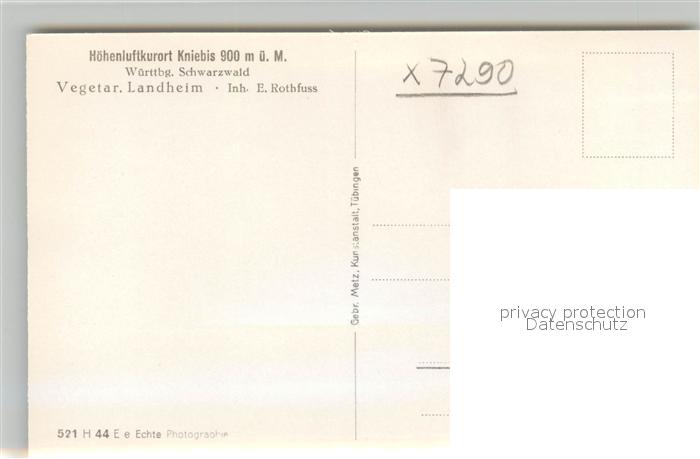 Höhenluftkurort Kniebis 900 m ü. M.
Württbg. Schwarzwald
Vegetar. Landheim · Inh. E. Rothfuss
x 7290
Gebr. Metz, Kunstanstalt, Tübingen
privacy protection
Datenschutz
521 H 44 E e Echte Photographie